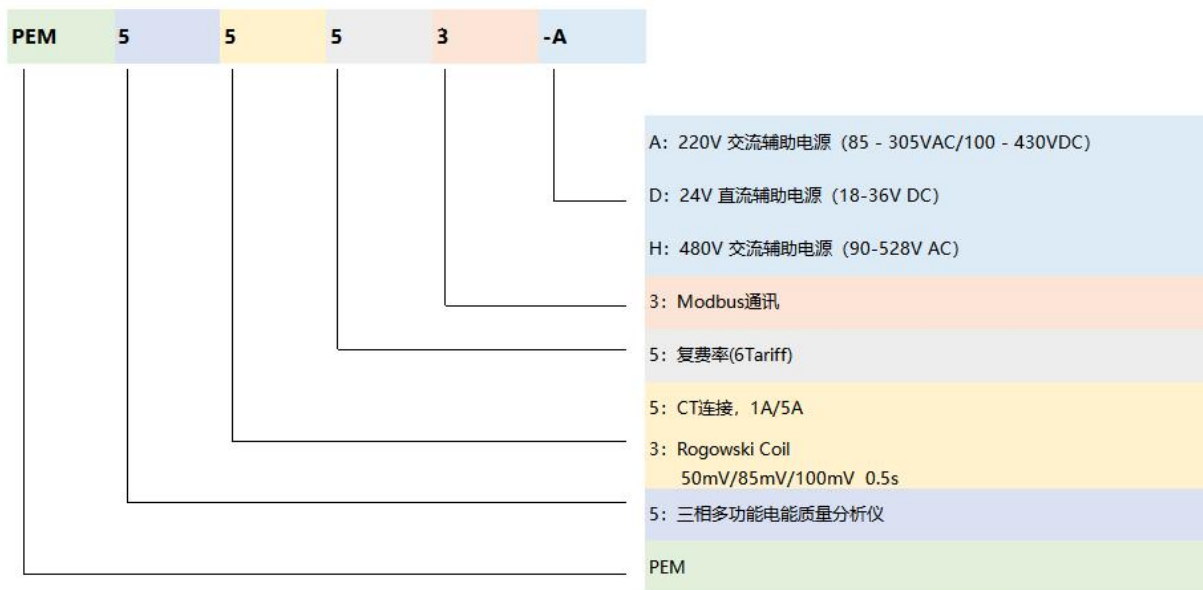 PEM 5 5 5 3 -A
A: 220V 交流辅助电源（85 - 305VAC/100 - 430VDC）
D: 24V 直流辅助电源（18-36V DC）
H: 480V 交流辅助电源（90-528V AC）
3: Modbus通讯
5: 复费率(6Tariff)
5: CT连接，1A/5A
3: Rogowski Coil
50mV/85mV/100mV 0.5s
5: 三相多功能电能质量分析仪
PEM